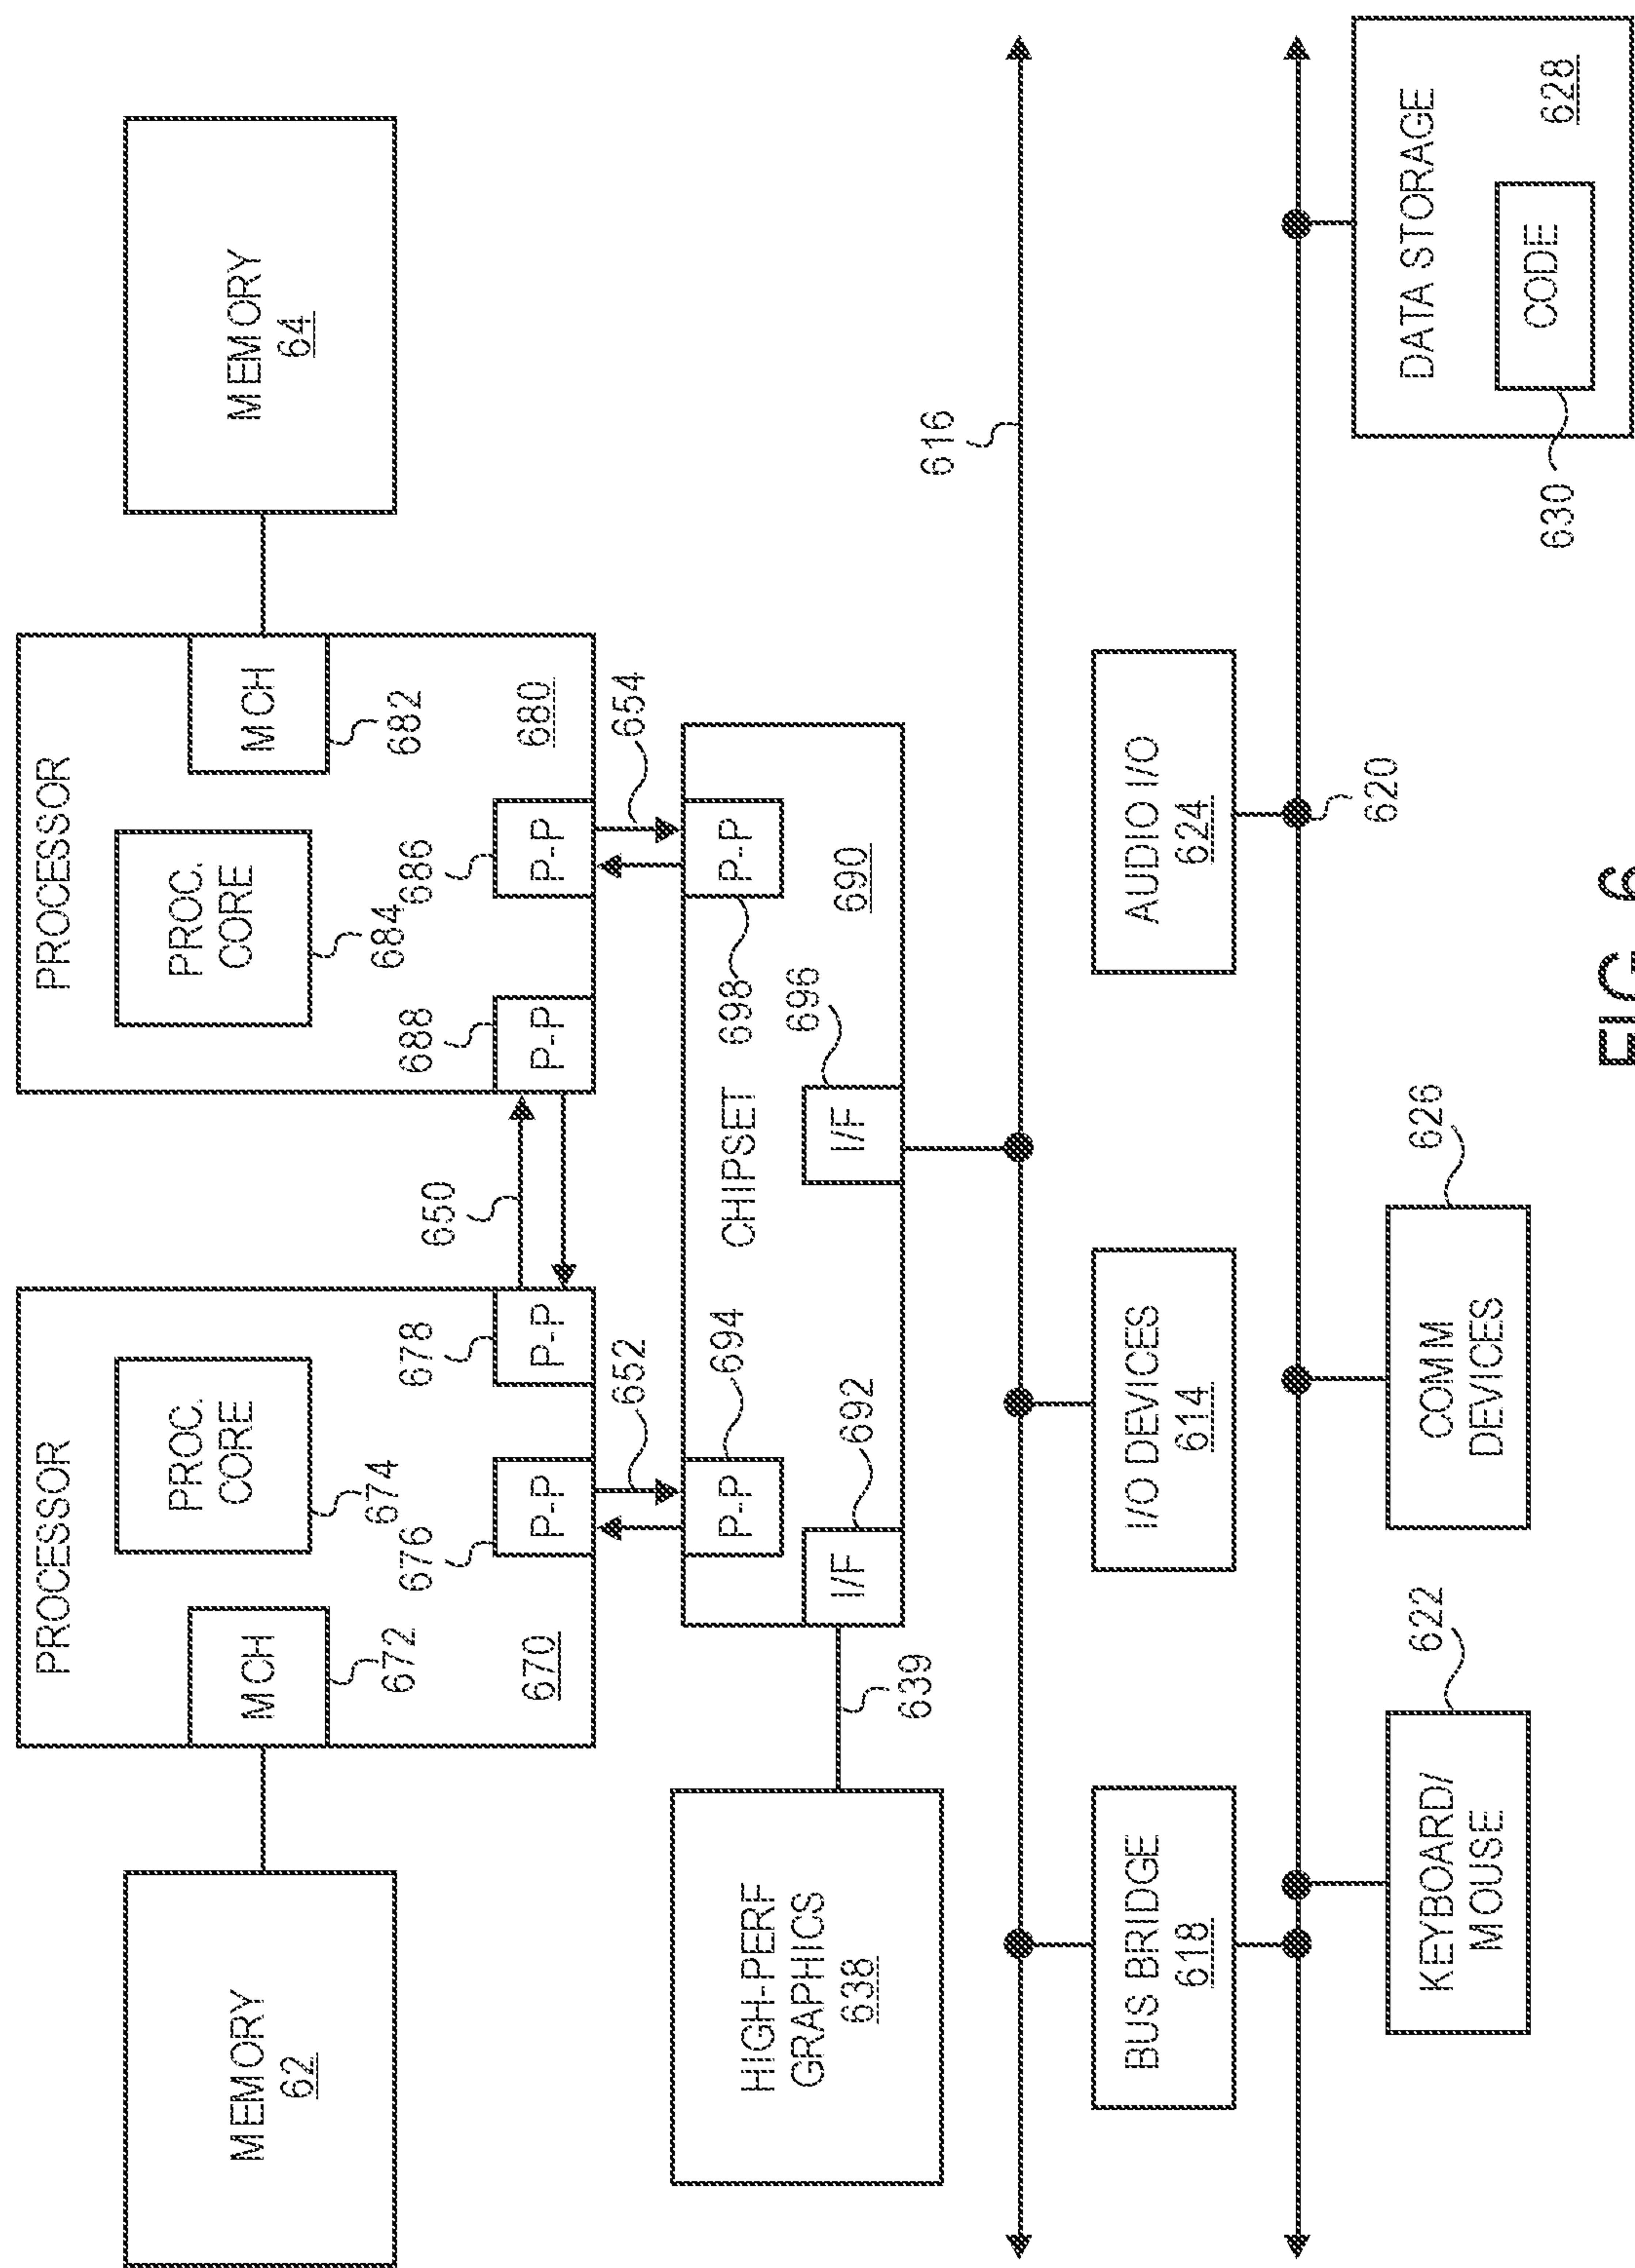 PROCESSOR
PROCESSOR
PROC.
CORE
PROC.
CORE
MEMORY
62
MCH
672
674
676
678
P-P
P-P
670
650
688
684
686
P-P
P-P
MCH
682
680
MEMORY
64
652
654
HIGH-PERF
GRAPHICS
638
639
P-P
694
CHIPSET
698
P-P
I/F
692
I/F
696
690
616
BUS BRIDGE
618
I/O DEVICES
614
AUDIO I/O
624
620
KEYBOARD/
MOUSE
622
COMM
DEVICES
626
DATA STORAGE
CODE
628
630
FIG. 6